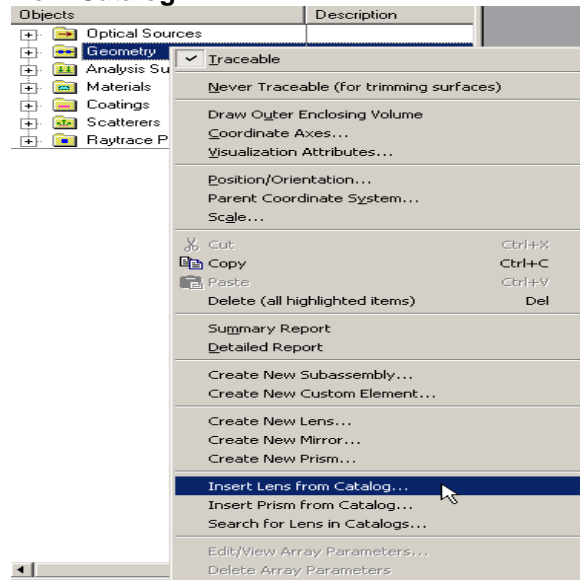 Objects Description
Optical Sources
Geometry
Analysis Su
Materials
Coatings
Scatterers
Raytrace P
Traceable
Never Traceable (for trimming surfaces)
Draw Outer Enclosing Volume
Coordinate Axes...
Visualization Attributes...
Position/Orientation...
Parent Coordinate System...
Scale...
Cut Ctrl+X
Copy Ctrl+C
Paste Ctrl+V
Delete (all highlighted items) Del
Summary Report
Detailed Report
Create New Subassembly...
Create New Custom Element...
Create New Lens...
Create New Mirror...
Create New Prism...
Insert Lens from Catalog...
Insert Prism from Catalog...
Search for Lens in Catalogs...
Edit/View Array Parameters...
Delete Array Parameters